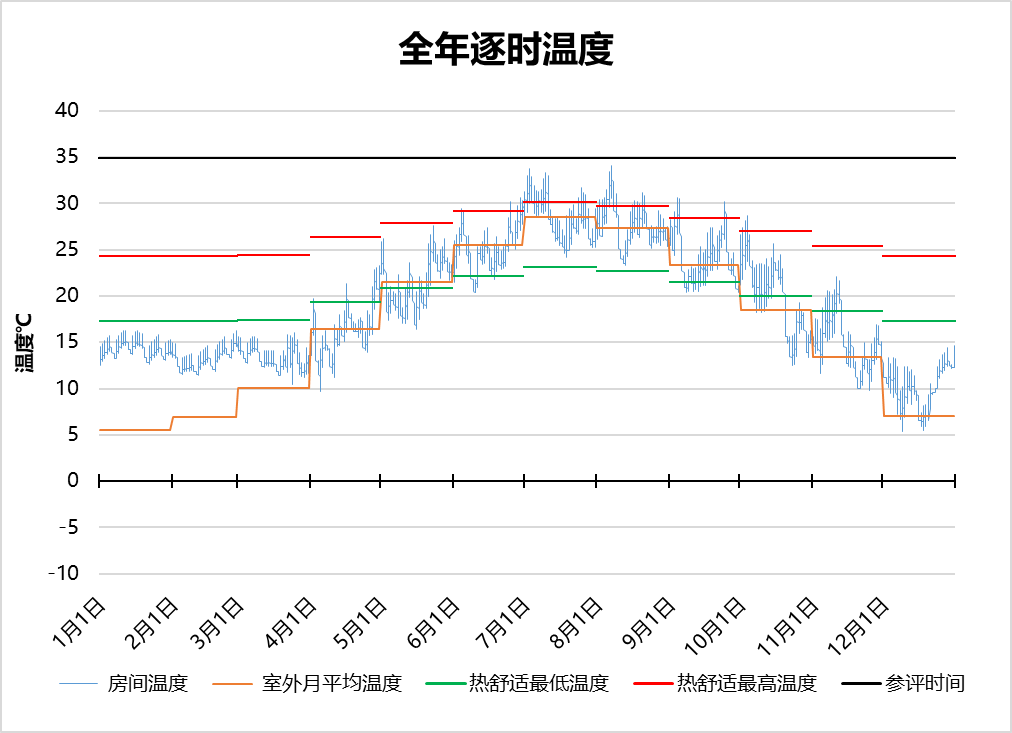 全年逐时温度
40
35
30
25
20
15
10
5
0
-5
-10
温度℃
1月1日
2月1日
3月1日
4月1日
5月1日
6月1日
7月1日
8月1日
9月1日
10月1日
11月1日
12月1日
房间温度 室外月平均温度 热舒适最低温度 热舒适最高温度 参评时间